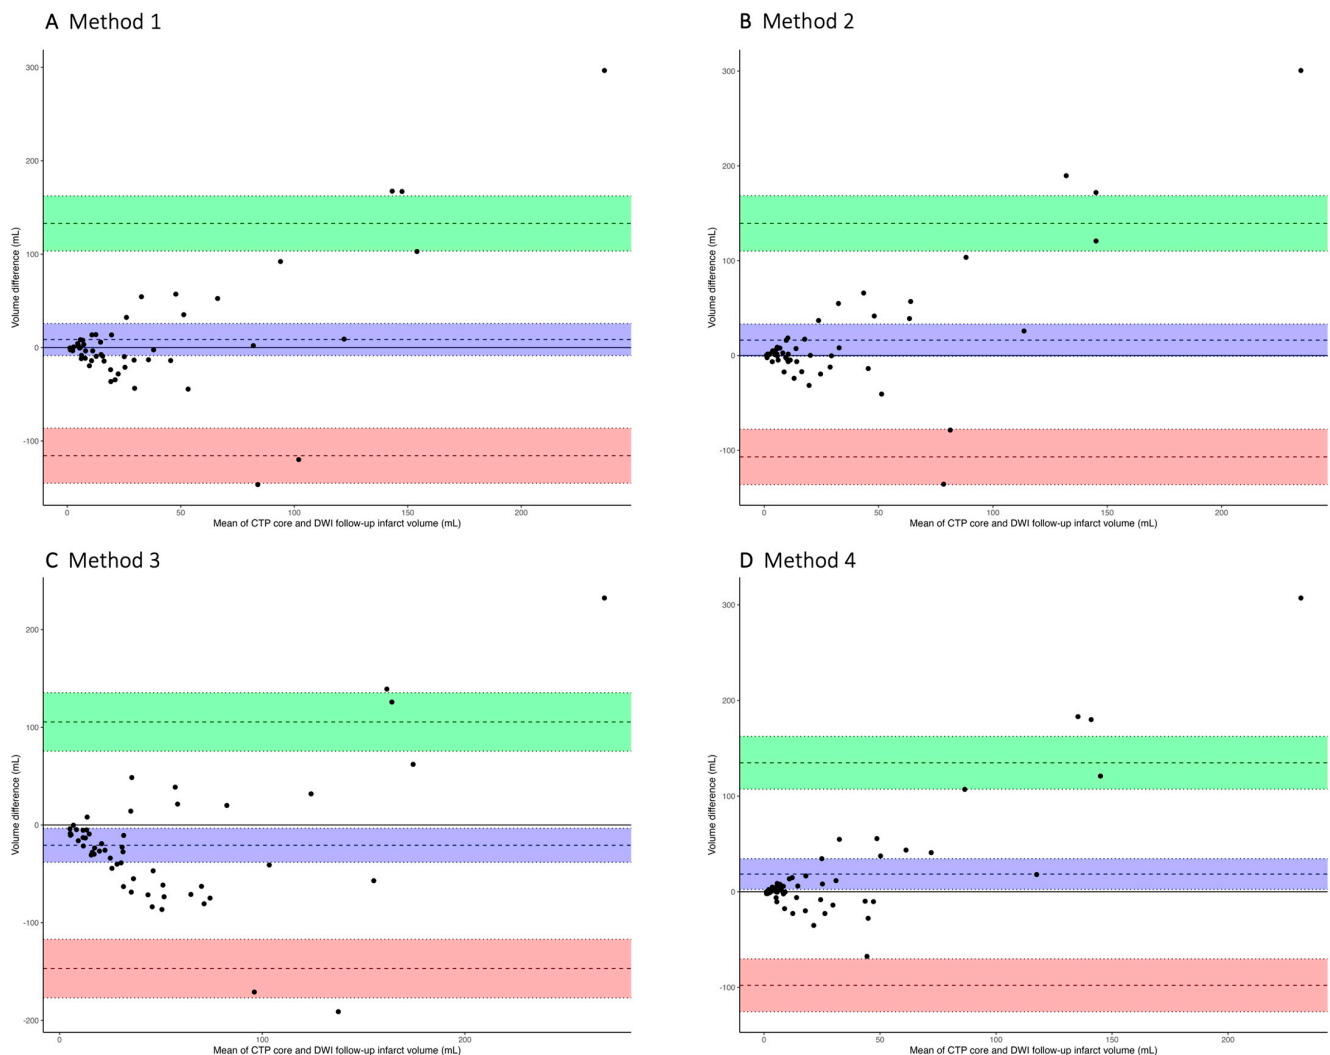 A Method 1
300
200
100
0
-100
Volume difference (mL)
0 50 100 150 200
Mean of CTP core and DWI follow-up infarct volume (mL)
B Method 2
300
200
100
0
-100
Volume difference (mL)
0 50 100 150 200
Mean of CTP core and DWI follow-up infarct volume (mL)
C Method 3
200
100
0
-100
-200
Volume difference (mL)
0 100 200
Mean of CTP core and DWI follow-up infarct volume (mL)
D Method 4
300
200
100
0
-100
Volume difference (mL)
0 50 100 150 200
Mean of CTP core and DWI follow-up infarct volume (mL)